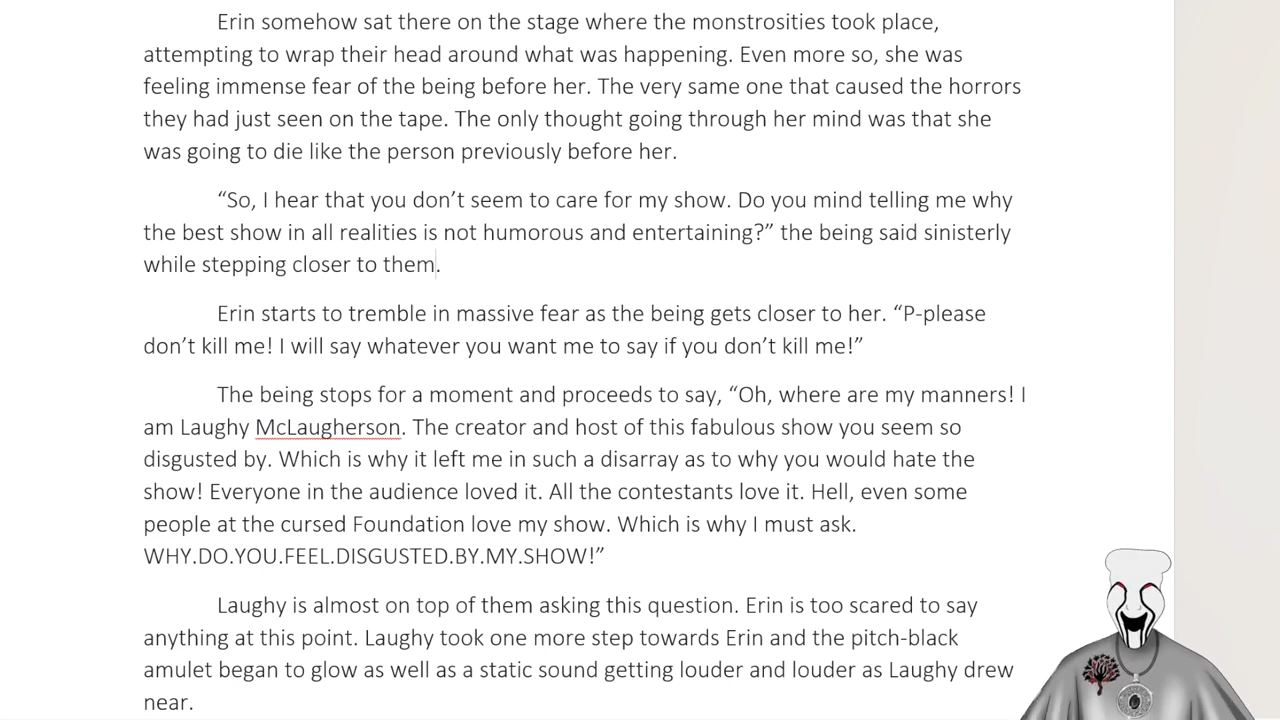 Erin somehow sat there on the stage where the monstrosities took place,
attempting to wrap their head around what was happening. Even more so, she was
feeling immense fear of the being before her. The very same one that caused the horrors
they had just seen on the tape. The only thought going through her mind was that she
was going to die like the person previously before her.
“So, I hear that you don’t seem to care for my show. Do you mind telling me why
the best show in all realities is not humorous and entertaining?” the being said sinisterly
while stepping closer to them.
Erin starts to tremble in massive fear as the being gets closer to her. “P-please
don’t kill me! I will say whatever you want me to say if you don’t kill me!”
The being stops for a moment and proceeds to say, “Oh, where are my manners! I
am Laughy McLaugherson. The creator and host of this fabulous show you seem so
disgusted by. Which is why it left me in such a disarray as to why you would hate the
show! Everyone in the audience loved it. All the contestants love it. Hell, even some
people at the cursed Foundation love my show. Which is why I must ask.
WHY.DO.YOU.FEEL.DISGUSTED.BY.MY.SHOW!”
Laughy is almost on top of them asking this question. Erin is too scared to say
anything at this point. Laughy took one more step towards Erin and the pitch-black
amulet began to glow as well as a static sound getting louder and louder as Laughy drew
near.